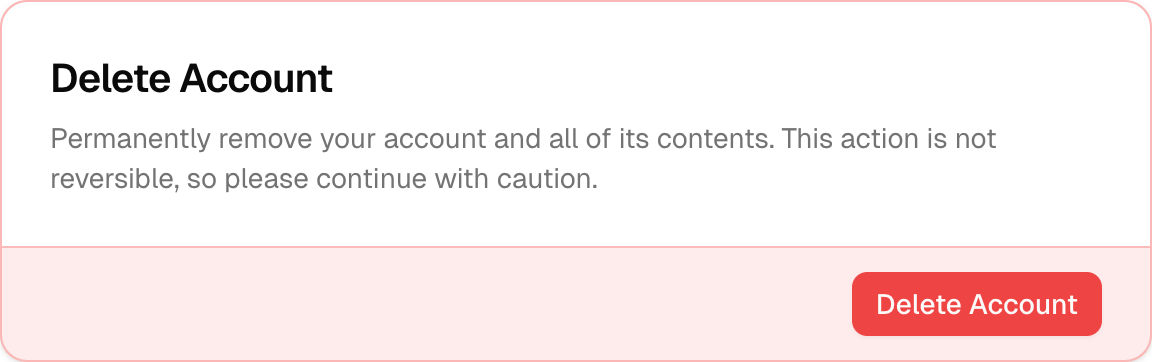 Delete Account
Permanently remove your account and all of its contents. This action is not
reversible, so please continue with caution.
Delete Account